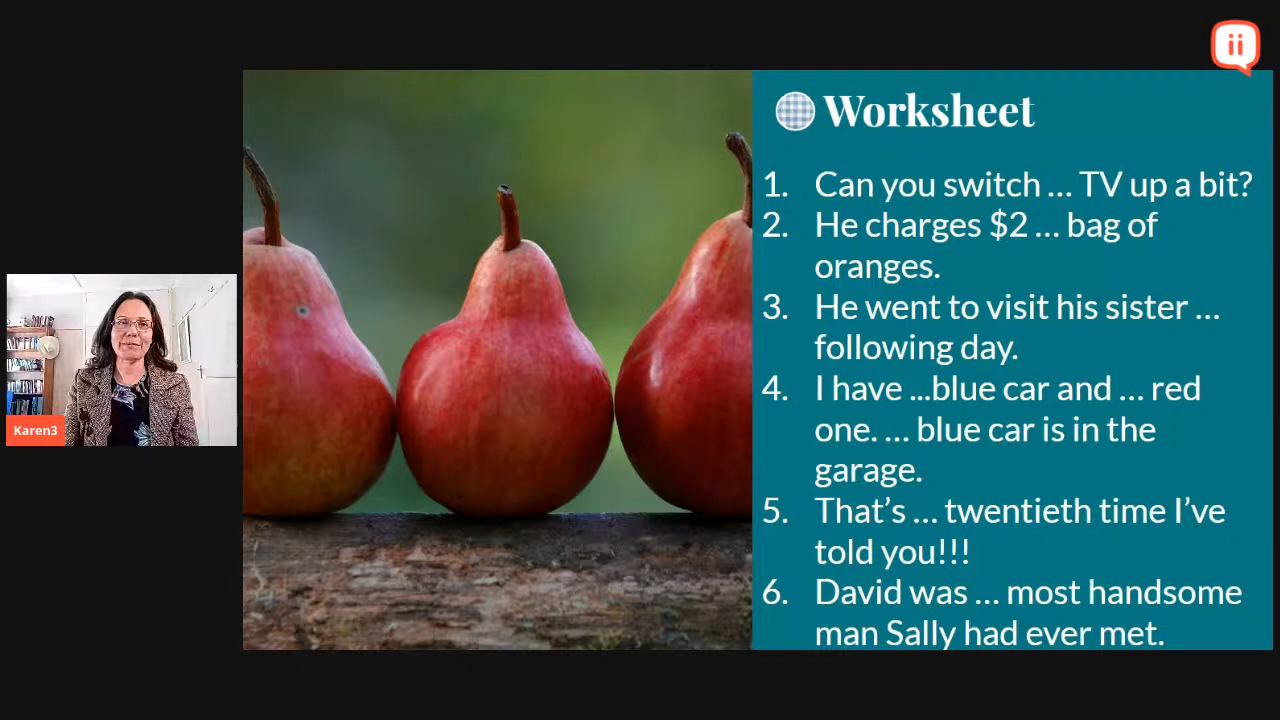 Worksheet
1. Can you switch ... TV up a bit?
2. He charges $2 ... bag of
oranges.
3. He went to visit his sister ...
following day.
4. I have ...blue car and ... red
one. ... blue car is in the
garage.
5. That’s ... twentieth time I’ve
told you!!!
6. David was ... most handsome
man Sally had ever met.
Karen3